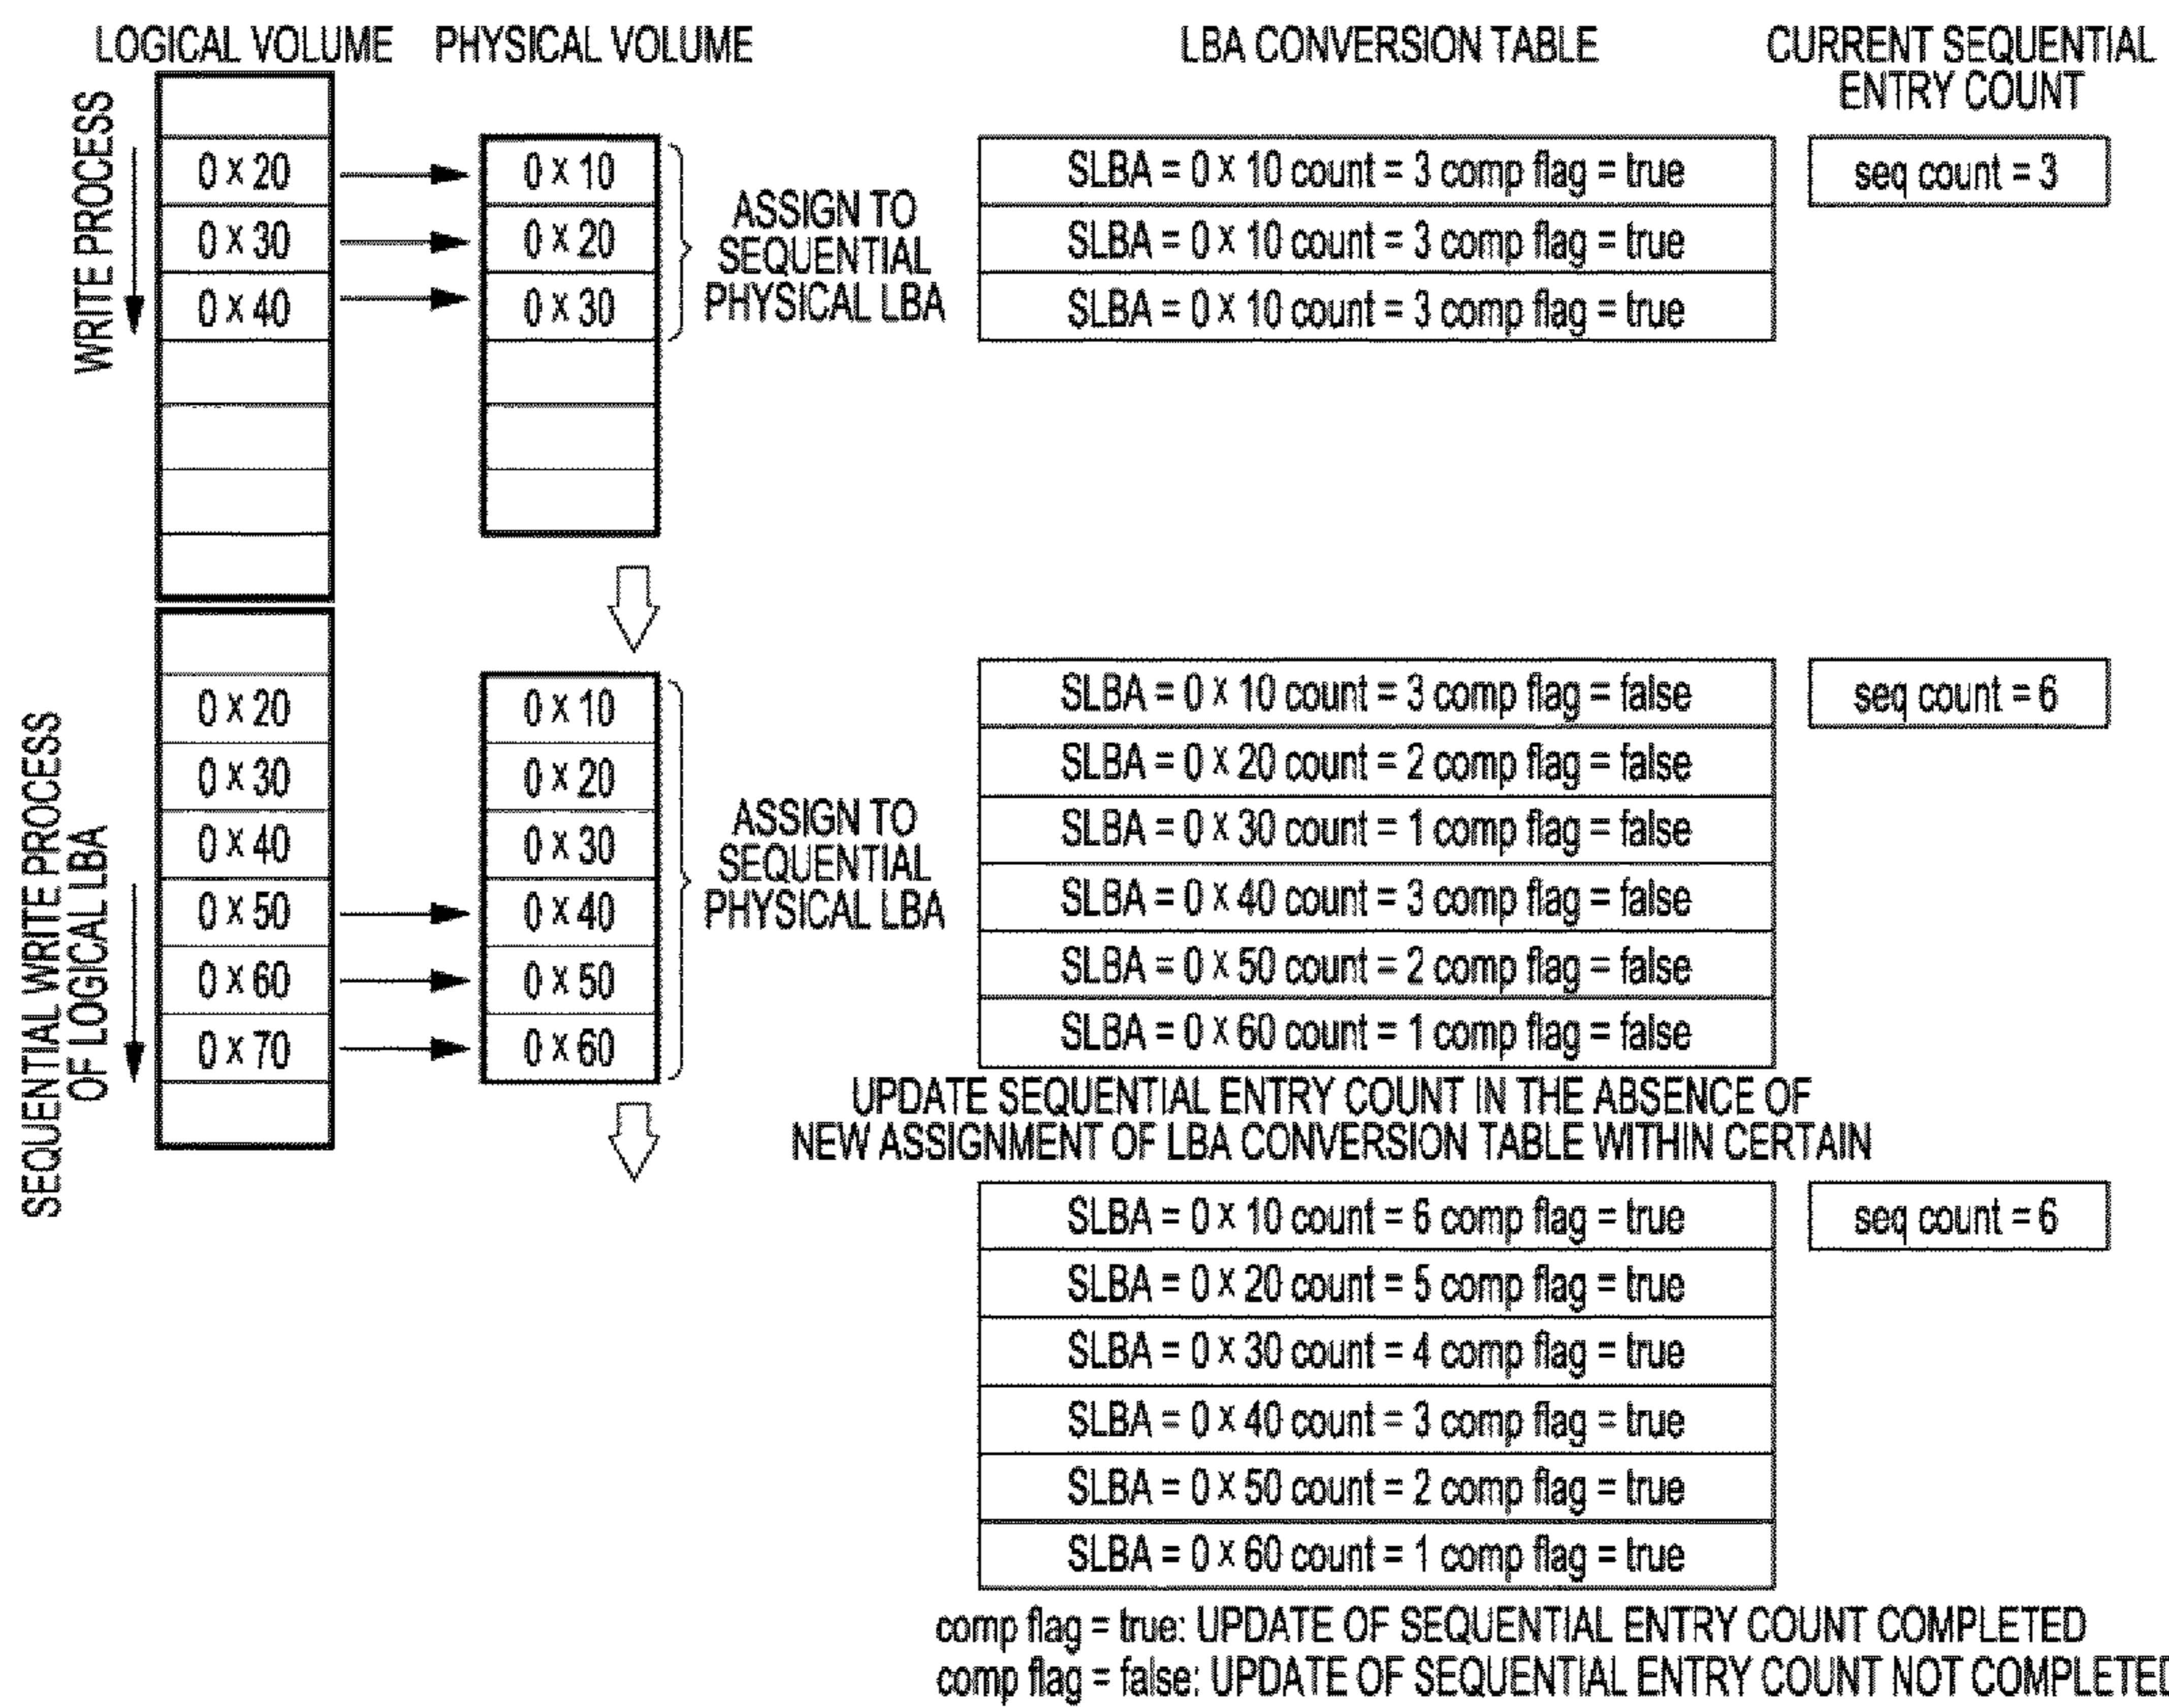 LOGICAL VOLUME
PHYSICAL VOLUME
LBA CONVERSION TABLE
CURRENT SEQUENTIAL
ENTRY COUNT
WRITE PROCESS
0 × 20
0 × 30
0 × 40
0 × 10
0 × 20
0 × 30
ASSIGN TO
SEQUENTIAL
PHYSICAL LBA
SLBA = 0 × 10 count = 3 comp flag = true
SLBA = 0 × 10 count = 3 comp flag = true
SLBA = 0 × 10 count = 3 comp flag = true
seq count = 3
SEQUENTIAL WRITE PROCESS
OF LOGICAL LBA
0 × 20
0 × 30
0 × 40
0 × 50
0 × 60
0 × 70
0 × 10
0 × 20
0 × 30
0 × 40
0 × 50
0 × 60
ASSIGN TO
SEQUENTIAL
PHYSICAL LBA
SLBA = 0 × 10 count = 3 comp flag = false
SLBA = 0 × 20 count = 2 comp flag = false
SLBA = 0 × 30 count = 1 comp flag = false
SLBA = 0 × 40 count = 3 comp flag = false
SLBA = 0 × 50 count = 2 comp flag = false
SLBA = 0 × 60 count = 1 comp flag = false
seq count = 6
UPDATE SEQUENTIAL ENTRY COUNT IN THE ABSENCE OF
NEW ASSIGNMENT OF LBA CONVERSION TABLE WITHIN CERTAIN
SLBA = 0 × 10 count = 6 comp flag = true
SLBA = 0 × 20 count = 5 comp flag = true
SLBA = 0 × 30 count = 4 comp flag = true
SLBA = 0 × 40 count = 3 comp flag = true
SLBA = 0 × 50 count = 2 comp flag = true
SLBA = 0 × 60 count = 1 comp flag = true
seq count = 6
comp flag = true: UPDATE OF SEQUENTIAL ENTRY COUNT COMPLETED
comp flag = false: UPDATE OF SEQUENTIAL ENTRY COUNT NOT COMPLETED